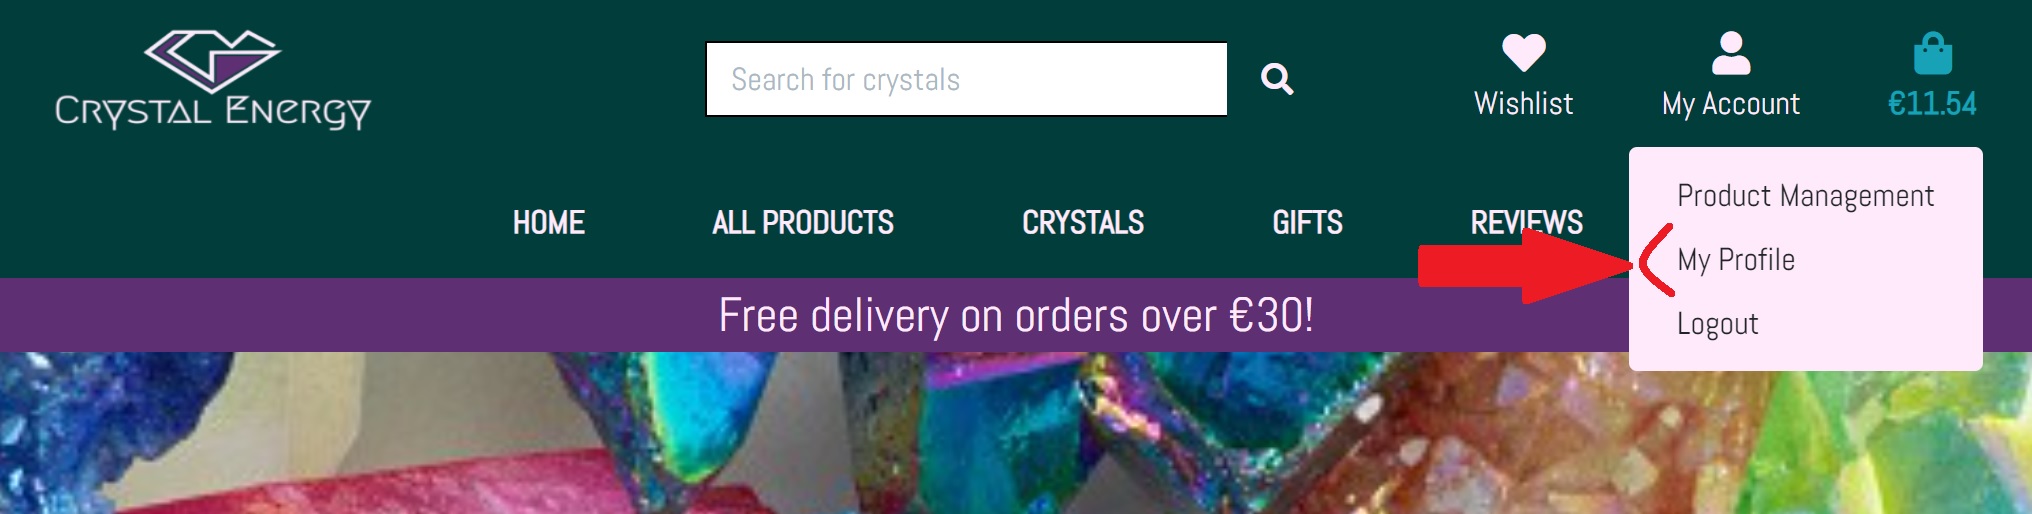 CRYSTAL ENERGY
Search for crystals
Wishlist
My Account
€11.54
Product Management
My Profile
Logout
HOME
ALL PRODUCTS
CRYSTALS
GIFTS
REVIEWS
Free delivery on orders over €30!